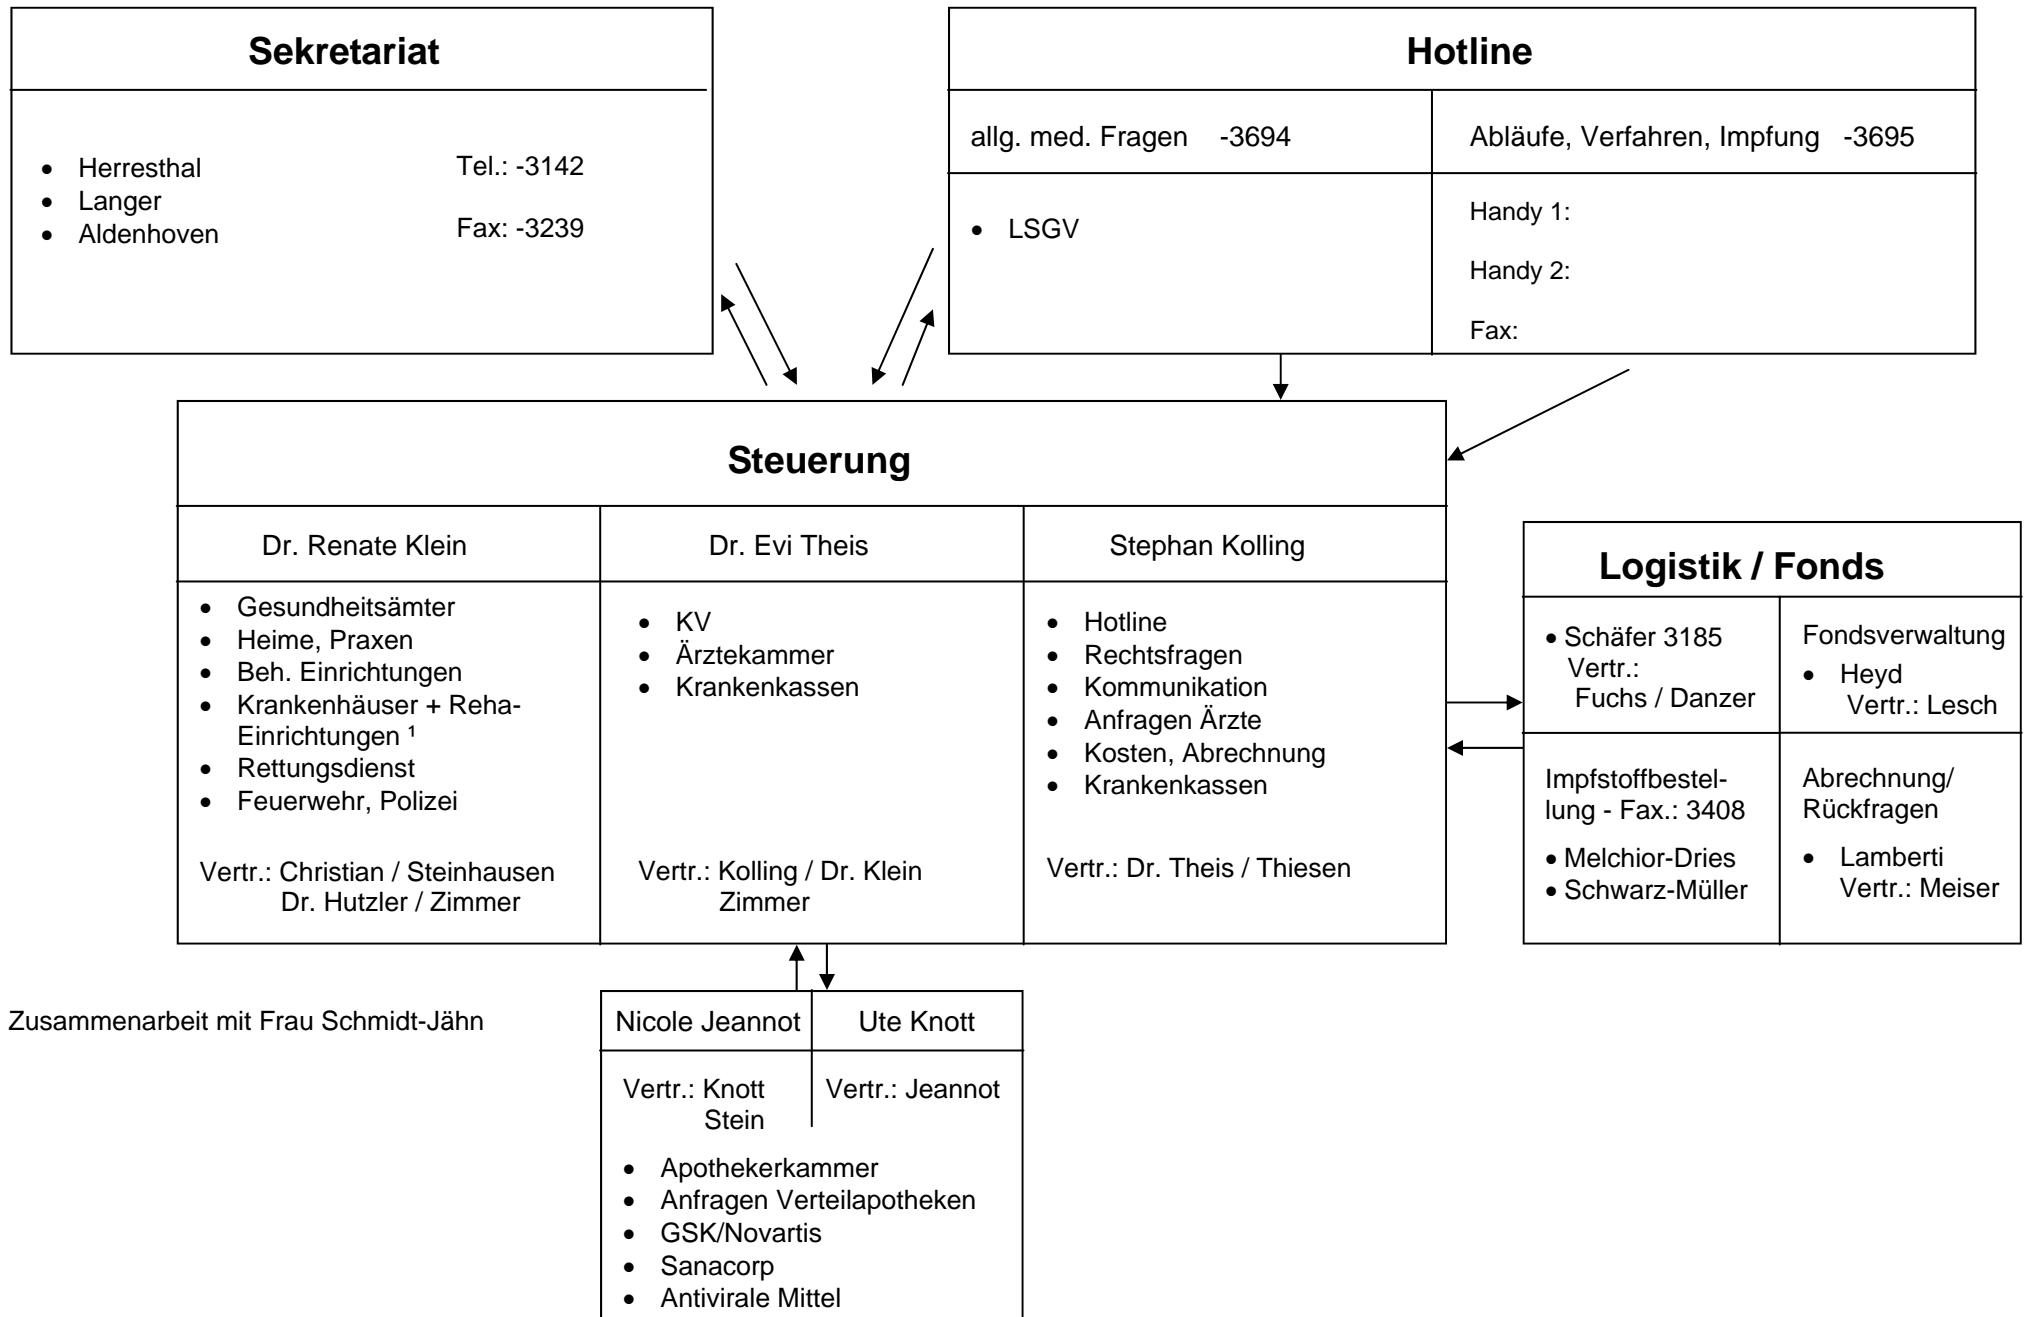 Sekretariat
• Herresthal
• Langer
• Aldenhoven
Tel.: -3142
Fax: -3239
Hotline
allg. med. Fragen -3694
Abläufe, Verfahren, Impfung -3695
• LSGV
Handy 1:
Handy 2:
Fax:
Steuerung
Dr. Renate Klein
• Gesundheitsämter
• Heime, Praxen
• Beh. Einrichtungen
• Krankenhäuser + Reha-
Einrichtungen ¹
• Rettungsdienst
• Feuerwehr, Polizei
Vertr.: Christian / Steinhausen
Dr. Hutzler / Zimmer
Dr. Evi Theis
• KV
• Ärztekammer
• Krankenkassen
Vertr.: Kolling / Dr. Klein
Zimmer
Stephan Kolling
• Hotline
• Rechtsfragen
• Kommunikation
• Anfragen Ärzte
• Kosten, Abrechnung
• Krankenkassen
Vertr.: Dr. Theis / Thiesen
Logistik / Fonds
• Schäfer 3185
Vertr.:
Fuchs / Danzer
Fondsverwaltung
• Heyd
Vertr.: Lesch
Impfstoffbestel-
lung - Fax.: 3408
• Melchior-Dries
• Schwarz-Müller
Abrechnung/
Rückfragen
• Lamberti
Vertr.: Meiser
Zusammenarbeit mit Frau Schmidt-Jähn
Nicole Jeannot
Ute Knott
Vertr.: Knott
Stein
Vertr.: Jeannot
• Apothekerkammer
• Anfragen Verteilapotheken
• GSK/Novartis
• Sanacorp
• Antivirale Mittel